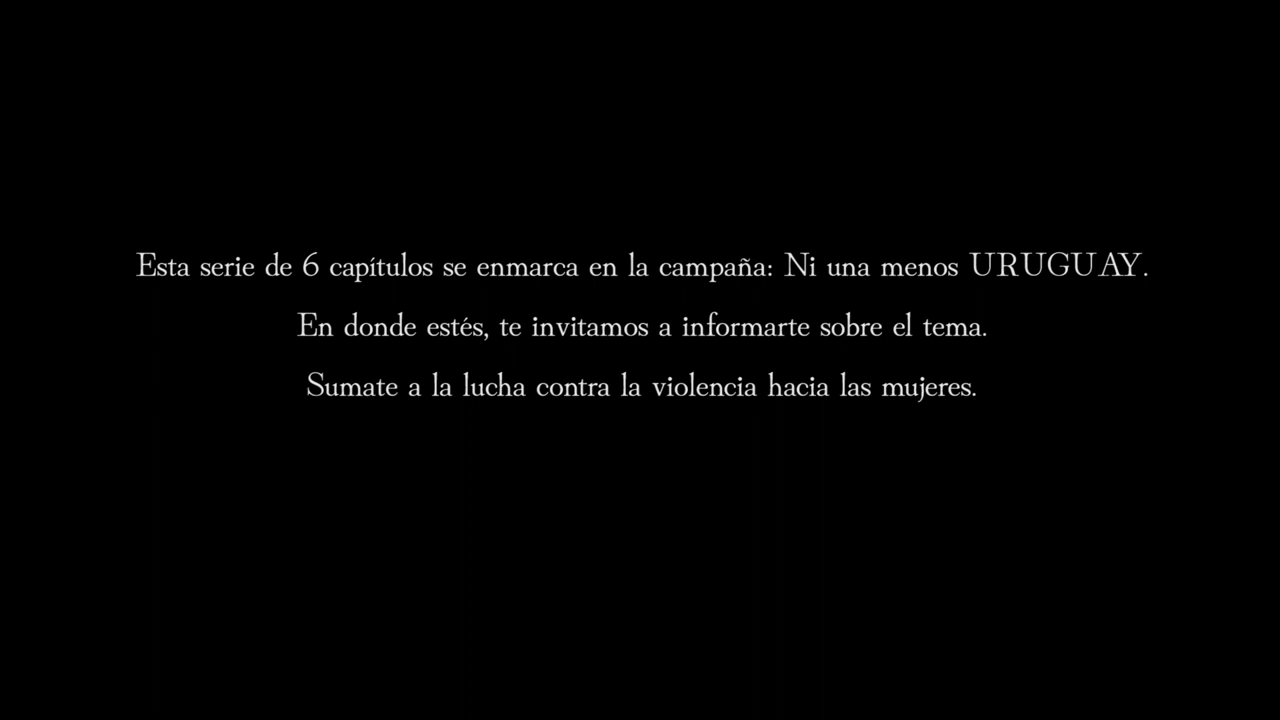 Esta serie de 6 capítulos se enmarca en la campaña: Ni una menos URUGUAY.
En donde estés, te invitamos a informarte sobre el tema.
Sumate a la lucha contra la violencia hacia las mujeres.